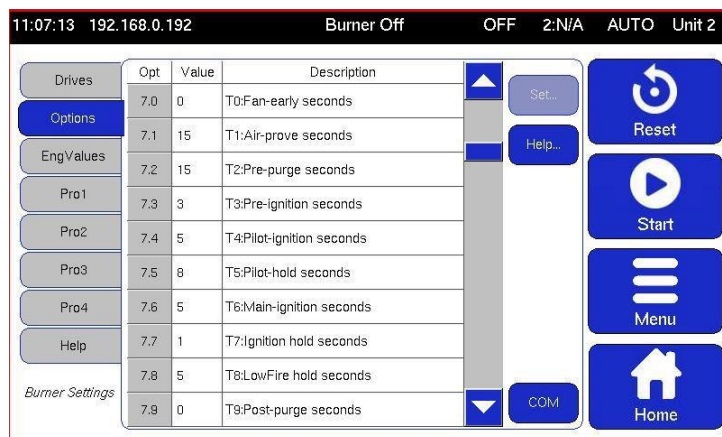 11:07:13 192.168.0.192 Burner Off OFF 2:N/A AUTO Unit 2
Drives
Options
EngValues
Pro1
Pro2
Pro3
Pro4
Help
Burner Settings
Opt Value Description
7.0 0 T0:Fan-early seconds
7.1 15 T1:Air-prove seconds
7.2 15 T2:Pre-purge seconds
7.3 3 T3:Pre-ignition seconds
7.4 5 T4:Pilot-ignition seconds
7.5 8 T5:Pilot-hold seconds
7.6 5 T6:Main-ignition seconds
7.7 1 T7:Ignition hold seconds
7.8 5 T8:LowFire hold seconds
7.9 0 T9:Post-purge seconds
Set...
Help...
COM
Reset
Start
Menu
Home